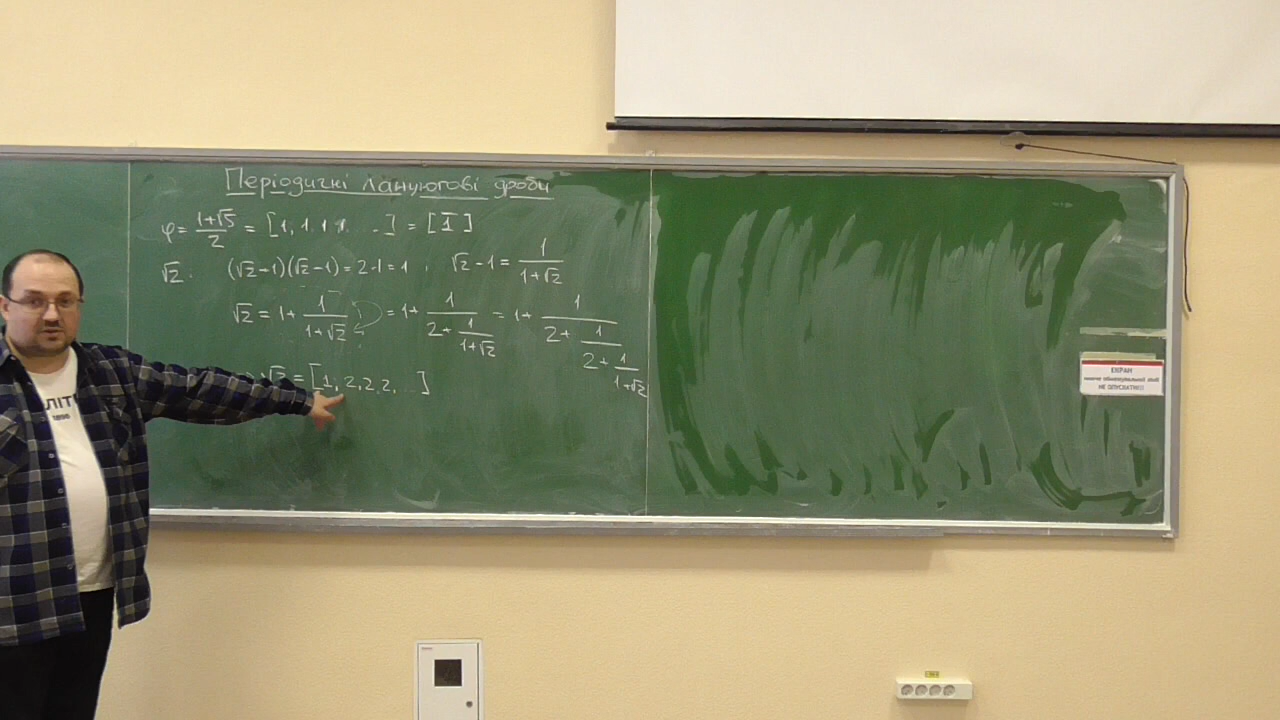 Періодичні ланцюгові дроби
φ = (1+√5)/2 = [1, 1, 1, 1, . . .] = [1̅]
√2 : (√2+1)(√2-1) = 2-1 = 1 , √2-1 = 1/(1+√2)
√2 = 1+ 1/(1+√2) = 1+ 1/(2+ 1/(1+√2)) = 1+ 1/(2+ 1/(2+ 1/(1+√2)))
√2 = [1, 2, 2, 2, ]
ЕКРАН
НЕ ОПУСКАТИ!!!
1898